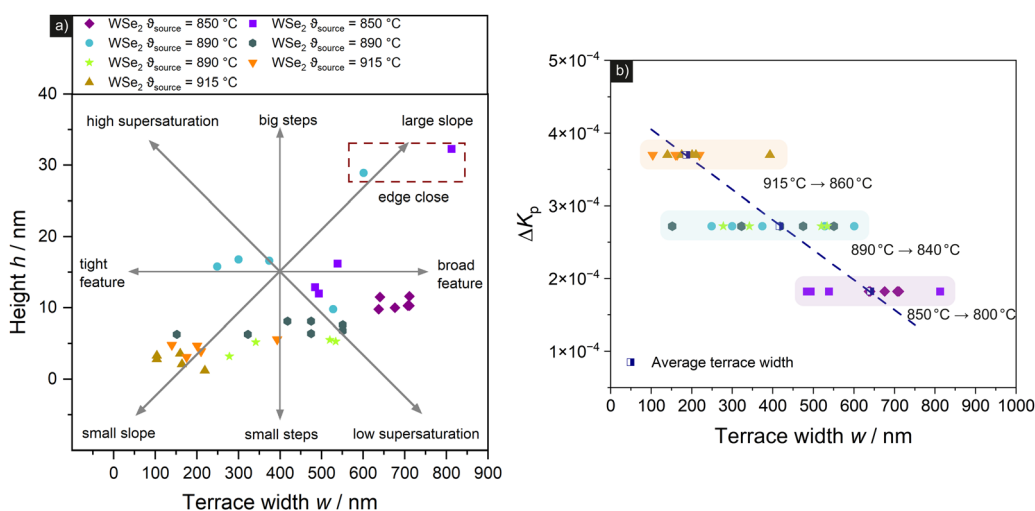 a)
WSe2 ϑsource = 850 °C
WSe2 ϑsource = 850 °C
WSe2 ϑsource = 890 °C
WSe2 ϑsource = 890 °C
WSe2 ϑsource = 890 °C
WSe2 ϑsource = 915 °C
WSe2 ϑsource = 915 °C
40
30
20
10
0
Height h / nm
high supersaturation
big steps
large slope
edge close
tight
feature
broad
feature
small slope
small steps
low supersaturation
0 100 200 300 400 500 600 700 800 900
Terrace width w / nm
b)
5×10⁻⁴
4×10⁻⁴
3×10⁻⁴
2×10⁻⁴
1×10⁻⁴
ΔKp
915°C → 860°C
890°C → 840°C
850°C → 800°C
Average terrace width
0 100 200 300 400 500 600 700 800 900 1000
Terrace width w / nm